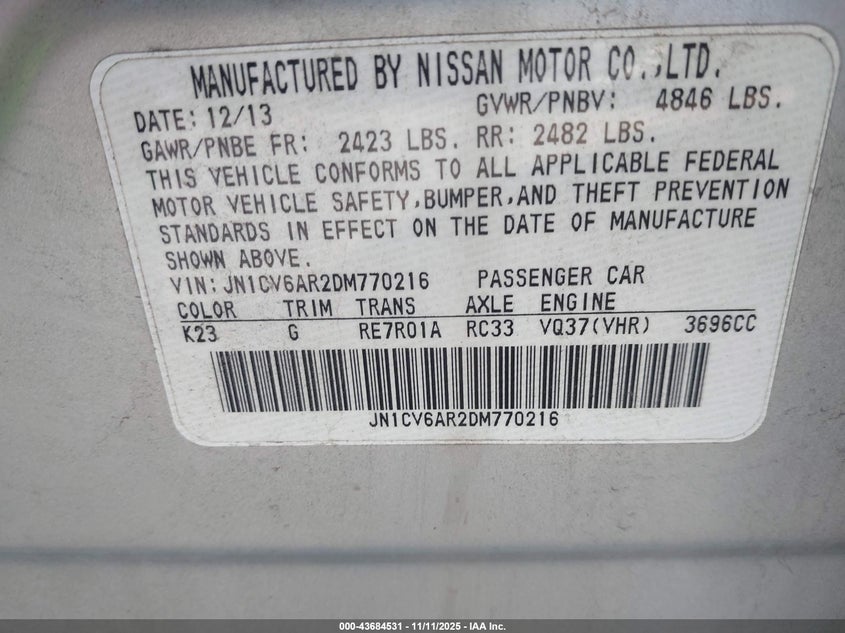 MANUFACTURED BY NISSAN MOTOR CO.,LTD.
DATE: 12/13 GVWR/PNBV: 4846 LBS.
GAWR/PNBE FR: 2423 LBS. RR: 2482 LBS.
THIS VEHICLE CONFORMS TO ALL APPLICABLE FEDERAL
MOTOR VEHICLE SAFETY,BUMPER,AND THEFT PREVENTION
STANDARDS IN EFFECT ON THE DATE OF MANUFACTURE
SHOWN ABOVE.
VIN: JN1CV6AR2DM770216 PASSENGER CAR
COLOR TRIM TRANS AXLE ENGINE
K23 G RE7R01A RC33 VQ37(VHR) 3696CC
JN1CV6AR2DM770216
000-43684531 - 11/11/2025 - IAA Inc.